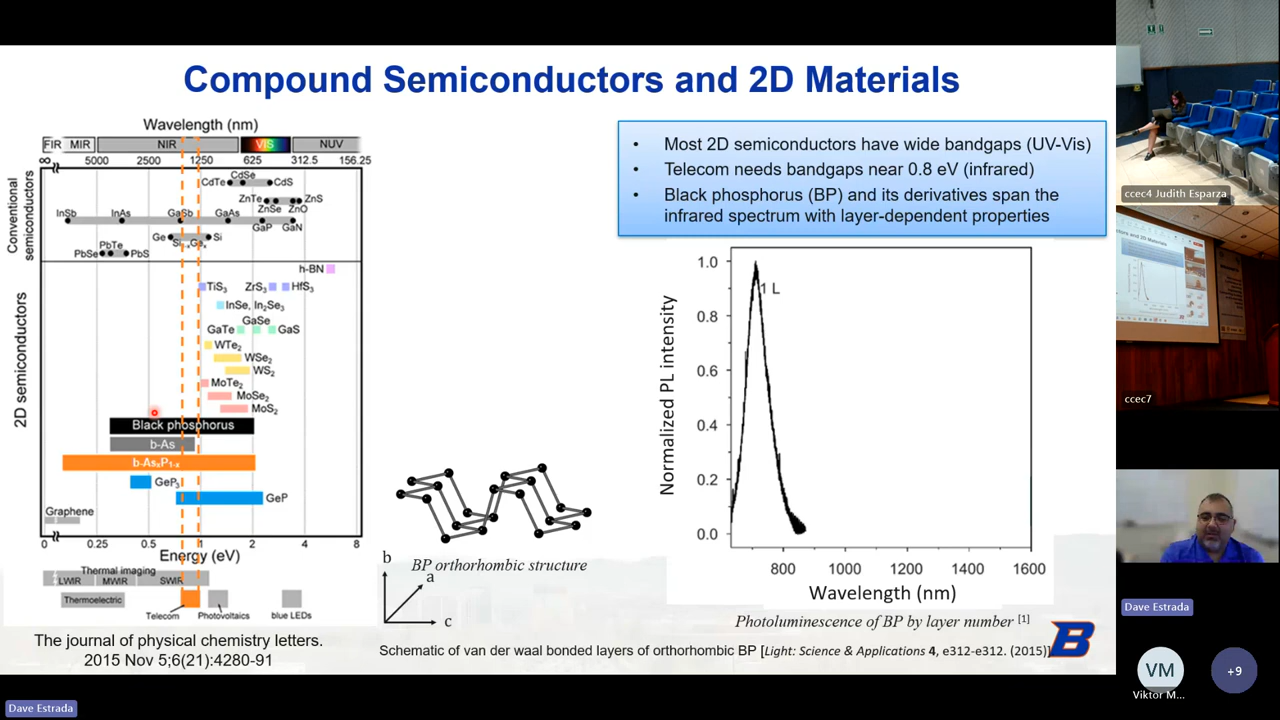 Compound Semiconductors and 2D Materials
Wavelength (nm)
FIR MIR NIR VIS NUV
∞ 5000 2500 1250 625 312.5 156.25
Conventional
semiconductors
CdSe
CdTe CdS
ZnTe ZnS
ZnSe ZnO
InSb InAs GaSb GaAs
GaP GaN
Ge Si
Si₁₋ₓGeₓ
PbTe
PbSe PbS
2D semiconductors
h-BN
TiS₃ ZrS₃ HfS₃
InSe, In₂Se₃
GaSe
GaTe GaS
WTe₂
WSe₂
WS₂
MoTe₂
MoSe₂
MoS₂
Black phosphorus
b-As
b-AsₓP₁₋ₓ
GeP₃
GeP
Graphene
0 0.25 0.5 1 2 4 8
Energy (eV)
Thermal imaging
LWIR MWIR SWIR
Thermoelectric
Telecom Photovoltaics blue LEDs
The journal of physical chemistry letters.
2015 Nov 5;6(21):4280-91
• Most 2D semiconductors have wide bandgaps (UV-Vis)
• Telecom needs bandgaps near 0.8 eV (infrared)
• Black phosphorus (BP) and its derivatives span the
infrared spectrum with layer-dependent properties
BP orthorhombic structure
b
a
c
Normalized PL intensity
1.0
0.8
0.6
0.4
0.2
0.0
1 L
800 1000 1200 1400 1600
Wavelength (nm)
Photoluminescence of BP by layer number [1]
Schematic of van der waal bonded layers of orthorhombic BP [Light: Science & Applications 4, e312-e312. (2015)]
B
Dave Estrada
ccec4 Judith Esparza
ccec7
Dave Estrada
VM
Viktor M...
+9